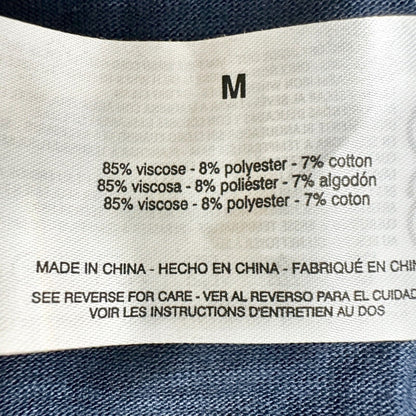 M
85% viscose - 8% polyester - 7% cotton
85% viscosa - 8% poliéster - 7% algodón
85% viscose - 8% polyester - 7% coton
MADE IN CHINA - HECHO EN CHINA - FABRIQUÉ EN CHIN
SEE REVERSE FOR CARE - VER AL REVERSO PARA EL CUIDA
VOIR LES INSTRUCTIONS D'ENTRETIEN AU DOS